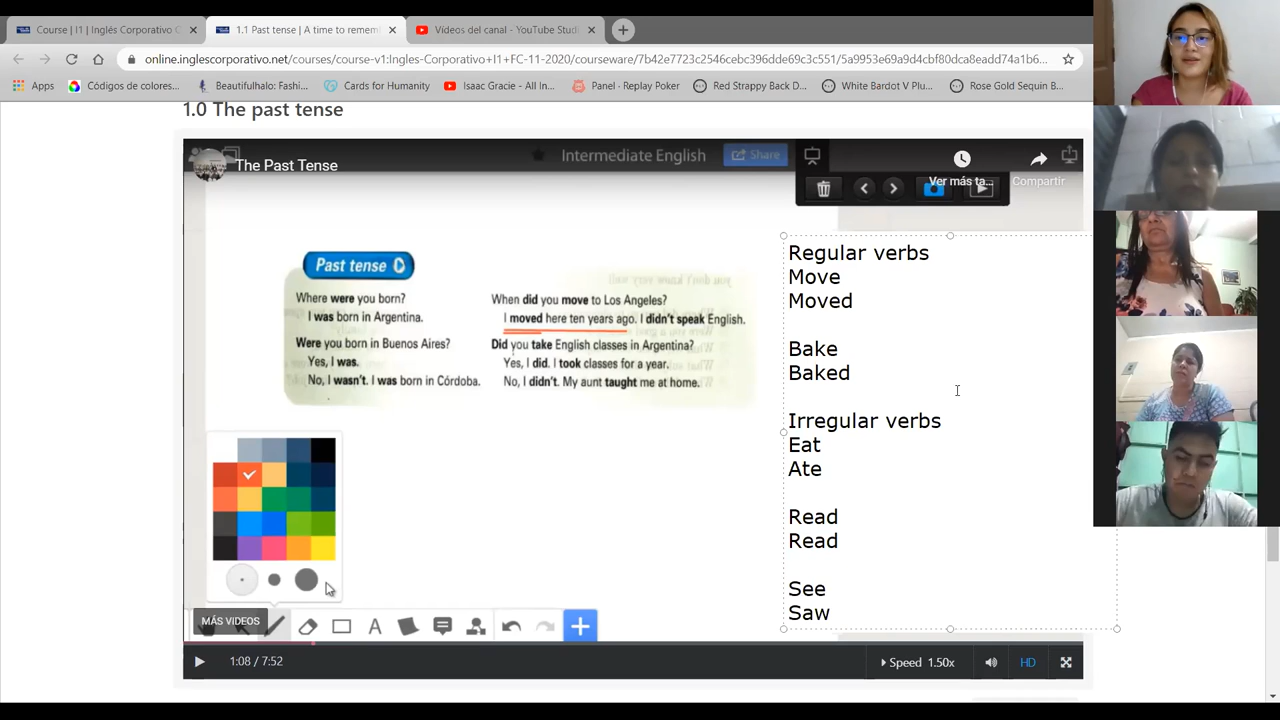 Course | I1 | Inglés Corporativo C
1.1 Past tense | A time to remem
Vídeos del canal - YouTube Stud
online.inglescorporativo.net/courses/course-v1:Ingles-Corporativo+I1+FC-11-2020/courseware/7b42e7723c2546cebc396dde69c3c551/5a9953e69a9d4cbf80dca8eadd74a1b6...
Apps
Códigos de colores...
Beautifulhalo: Fashi...
Cards for Humanity
Isaac Gracie - All In...
Panel · Replay Poker
Red Strappy Back D...
White Bardot V Plu...
Rose Gold Sequin B...
1.0 The past tense
The Past Tense
Intermediate English
Share
Ver más ta...
Compartir
Past tense
Where were you born?
I was born in Argentina.
Were you born in Buenos Aires?
Yes, I was.
No, I wasn't. I was born in Córdoba.
When did you move to Los Angeles?
I moved here ten years ago. I didn't speak English.
Did you take English classes in Argentina?
Yes, I did. I took classes for a year.
No, I didn't. My aunt taught me at home.
Regular verbs
Move
Moved
Bake
Baked
Irregular verbs
Eat
Ate
Read
Read
See
Saw
MÁS VIDEOS
A
1:08 / 7:52
Speed 1.50x
HD